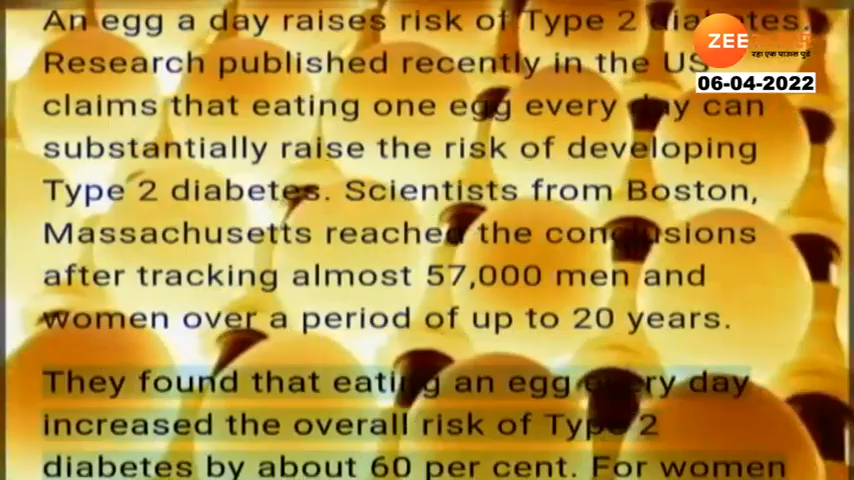 An egg a day raises risk of Type 2 diabetes.
Research published recently in the US
claims that eating one egg every day can
substantially raise the risk of developing
Type 2 diabetes. Scientists from Boston,
Massachusetts reached the conclusions
after tracking almost 57,000 men and
women over a period of up to 20 years.
They found that eating an egg every day
increased the overall risk of Type 2
diabetes by about 60 per cent. For women
ZEE
रहा एक पाऊल पुढे
06-04-2022